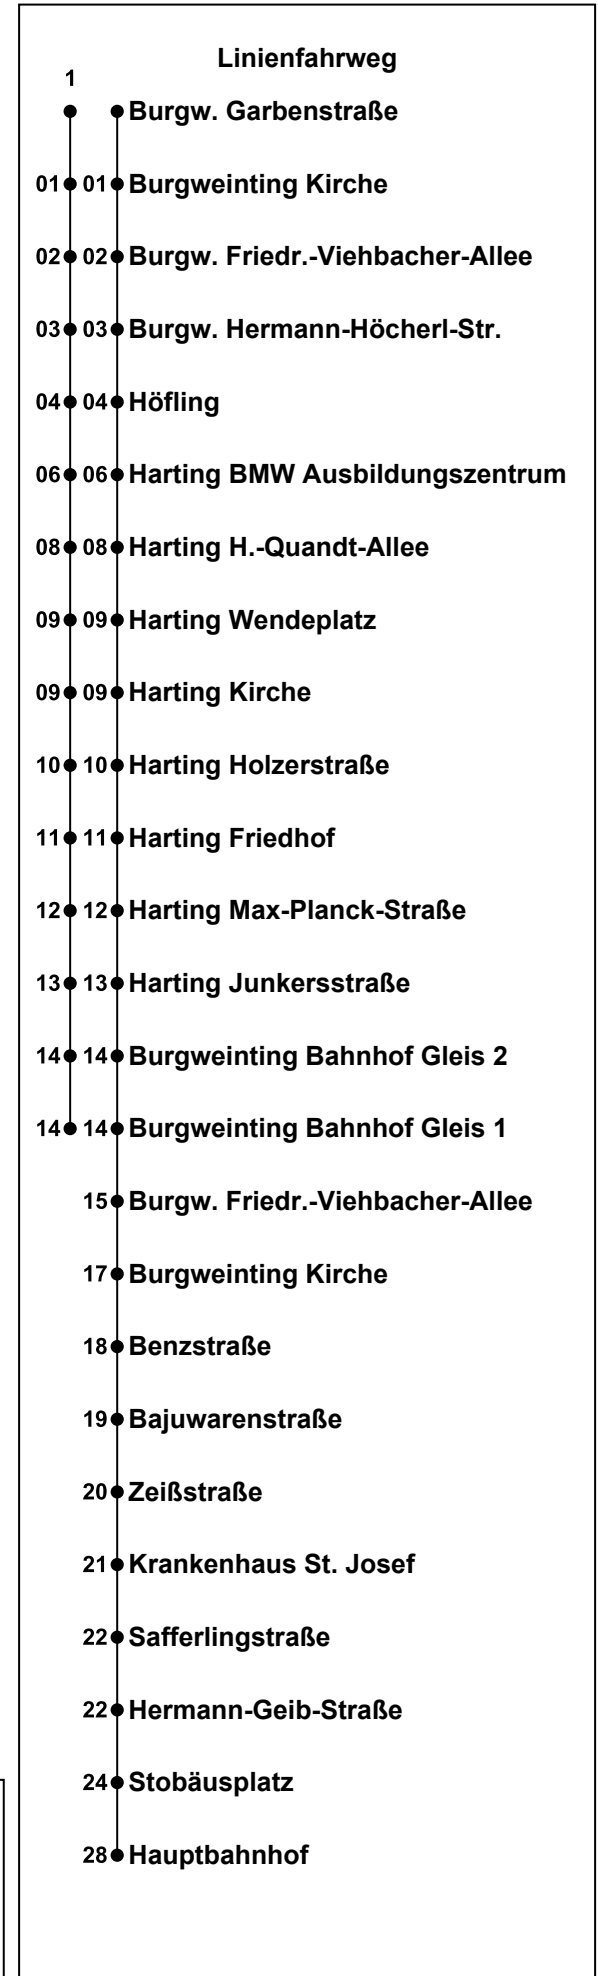 Linienfahrweg
1
Burgw. Garbenstraße
01 01 Burgweinting Kirche
02 02 Burgw. Friedr.-Viehbacher-Allee
03 03 Burgw. Hermann-Höcherl-Str.
04 04 Höfling
06 06 Harting BMW Ausbildungszentrum
08 08 Harting H.-Quandt-Allee
09 09 Harting Wendeplatz
09 09 Harting Kirche
10 10 Harting Holzerstraße
11 11 Harting Friedhof
12 12 Harting Max-Planck-Straße
13 13 Harting Junkersstraße
14 14 Burgweinting Bahnhof Gleis 2
14 14 Burgweinting Bahnhof Gleis 1
15 Burgw. Friedr.-Viehbacher-Allee
17 Burgweinting Kirche
18 Benzstraße
19 Bajuwarenstraße
20 Zeißstraße
21 Krankenhaus St. Josef
22 Safferlingstraße
22 Hermann-Geib-Straße
24 Stobäusplatz
28 Hauptbahnhof